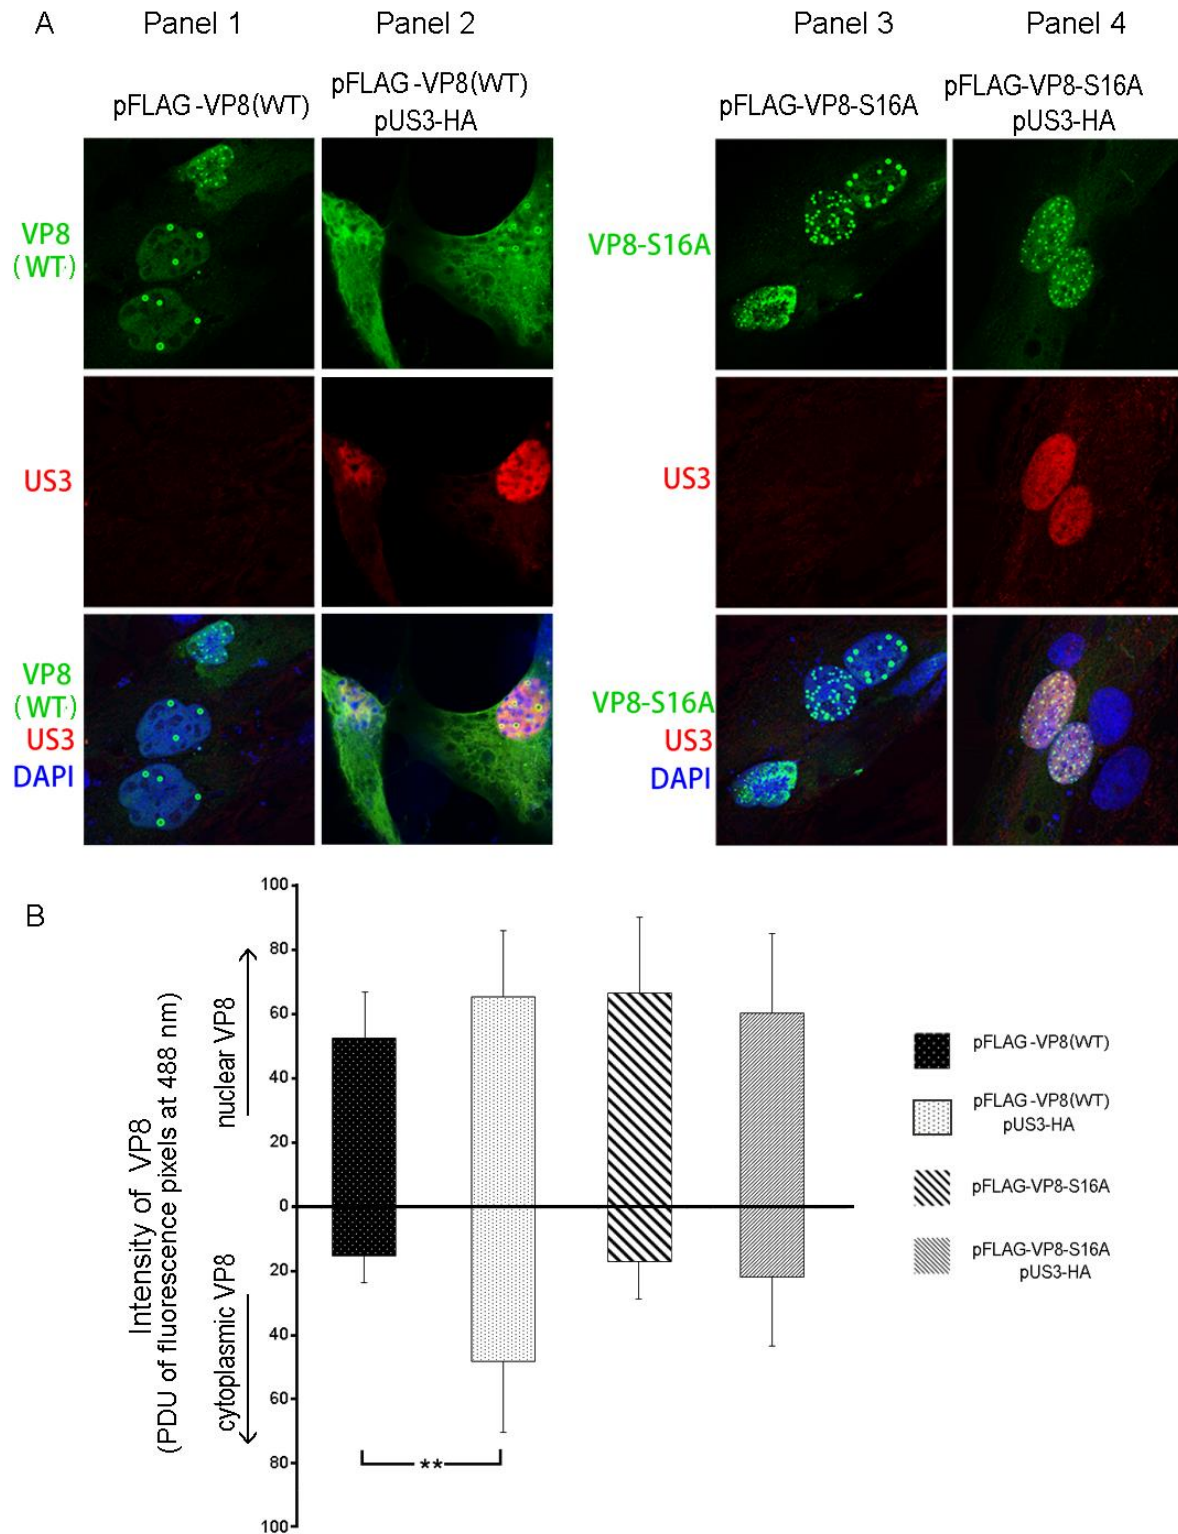 A
Panel 1
Panel 2
Panel 3
Panel 4
pFLAG-VP8(WT)
pFLAG-VP8(WT)
pUS3-HA
pFLAG-VP8-S16A
pFLAG-VP8-S16A
pUS3-HA
VP8
(WT)
VP8-S16A
US3
US3
VP8
(WT)
US3
DAPI
VP8-S16A
US3
DAPI
B
Intensity of VP8
(PDU of fluorescence pixels at 488 nm)
nuclear VP8
cytoplasmic VP8
100
80
60
40
20
0
20
40
60
80
100
**
pFLAG-VP8(WT)
pFLAG-VP8(WT)
pUS3-HA
pFLAG-VP8-S16A
pFLAG-VP8-S16A
pUS3-HA